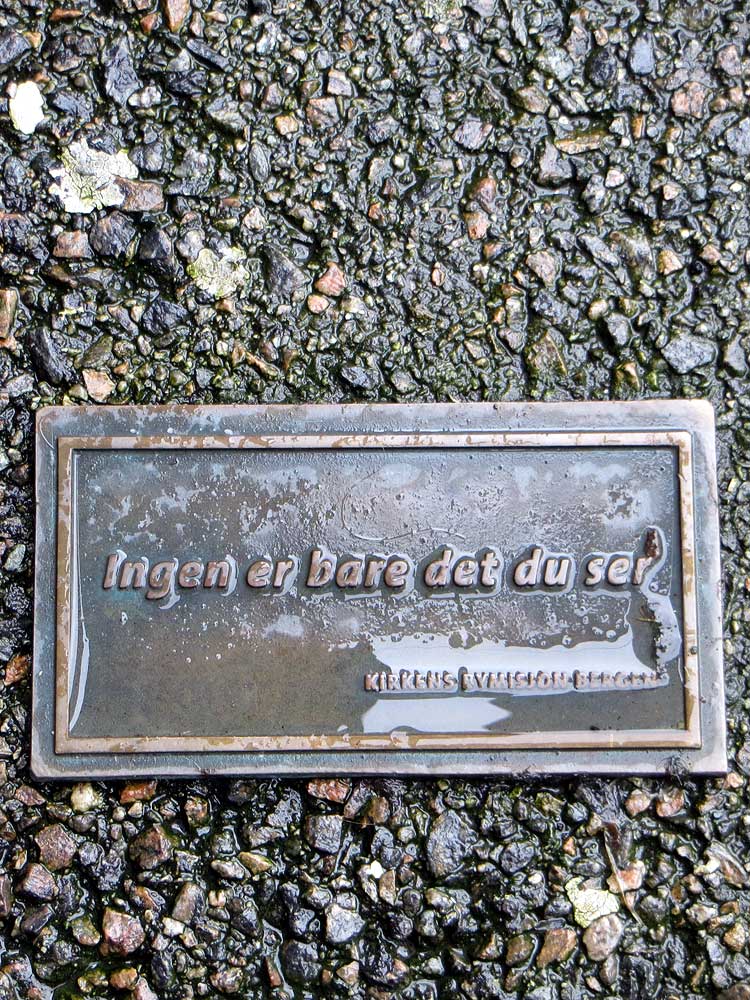 Ingen er bare det du ser
KIRKENS BYMISJON BERGEN